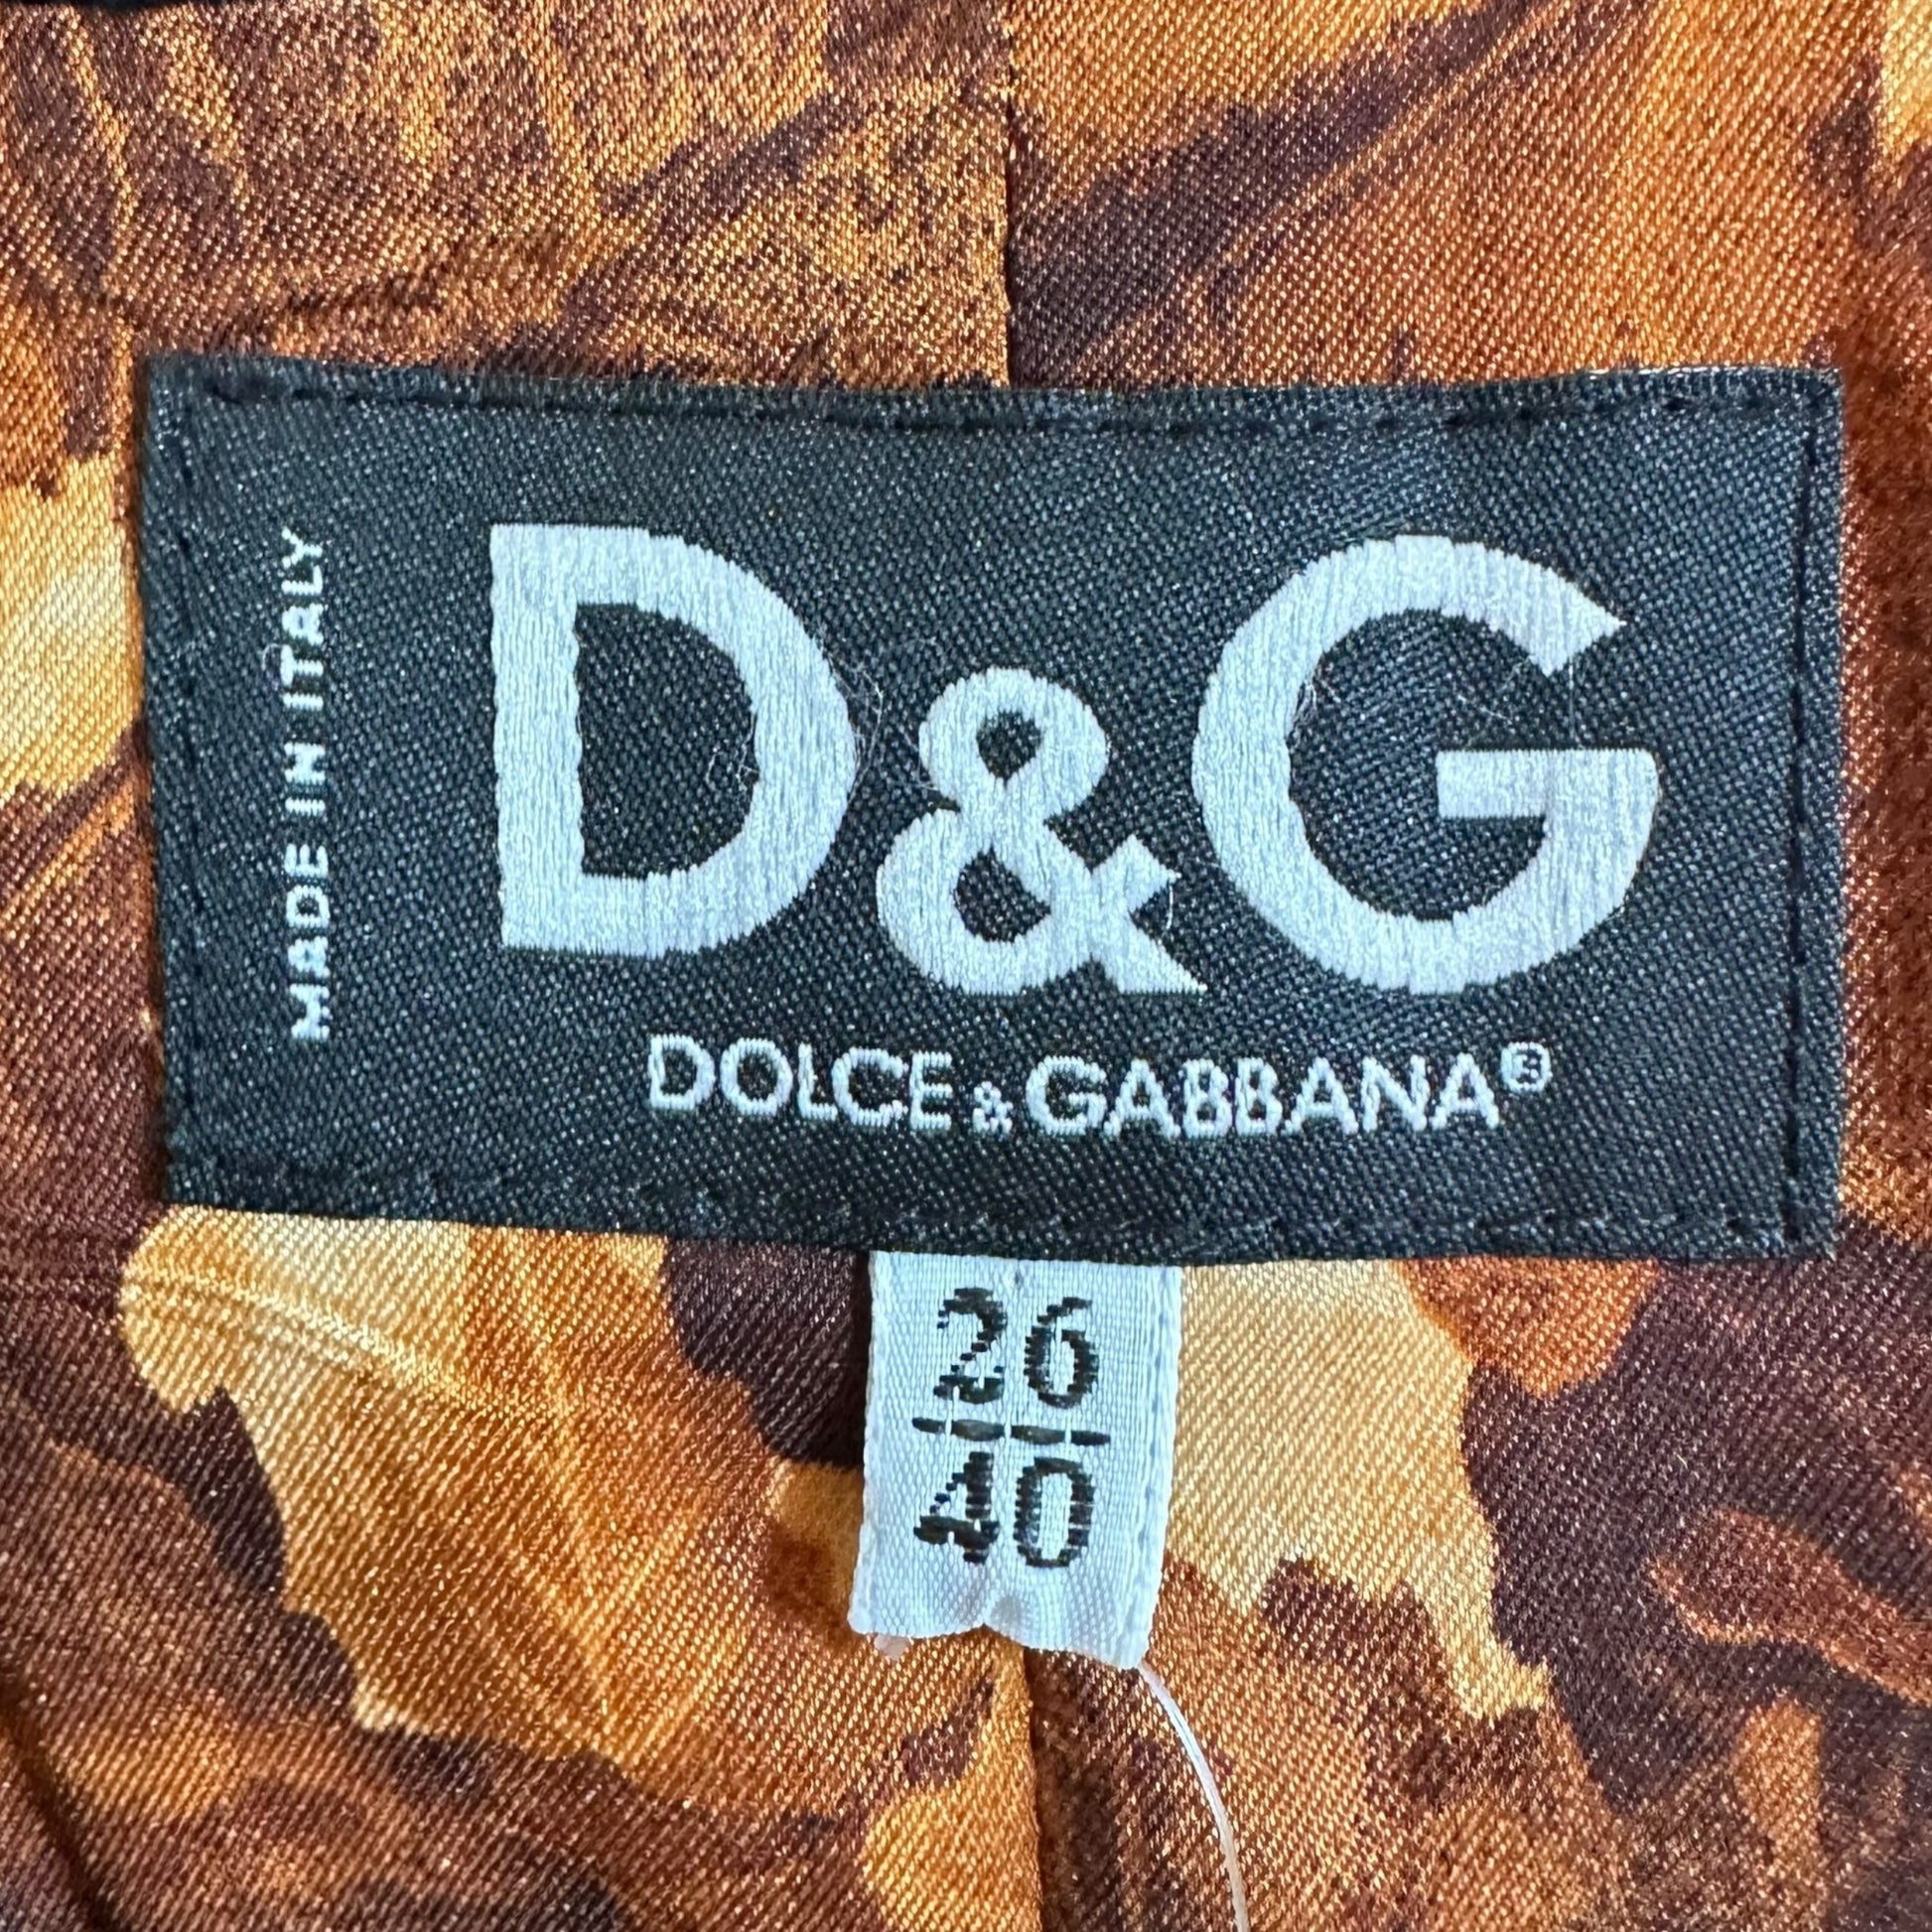 MADE IN ITALY
D&G
DOLCE & GABBANA®
26
40